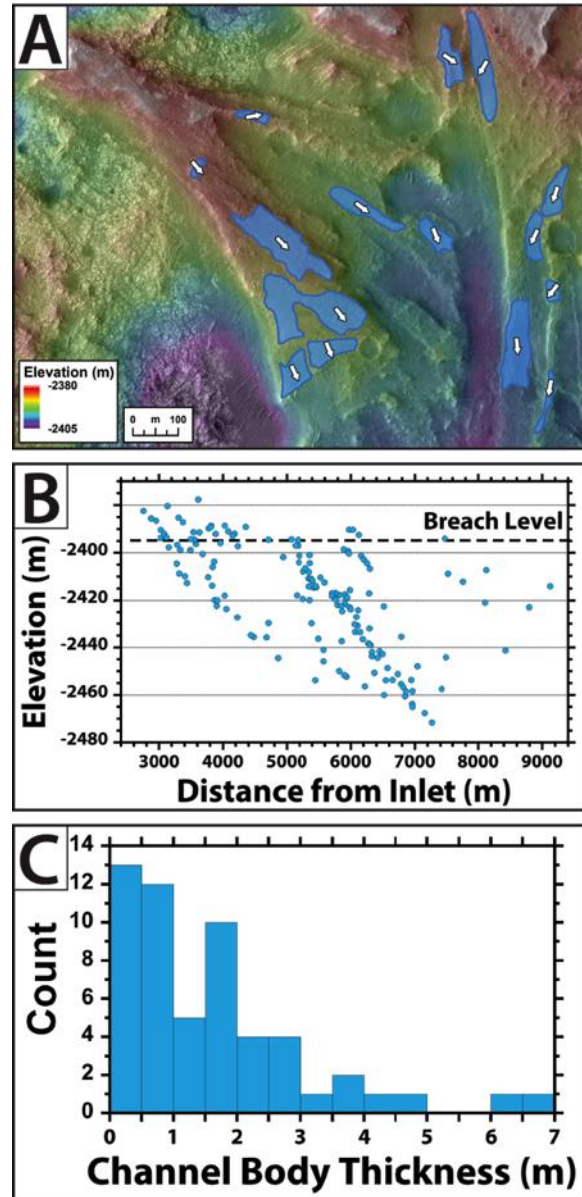 A
Elevation (m)
-2380
-2405
0 m 100
B
Breach Level
-2400
-2420
-2440
-2460
-2480
Elevation (m)
3000 4000 5000 6000 7000 8000 9000
Distance from Inlet (m)
C
14
12
10
8
6
4
2
0
Count
0 1 2 3 4 5 6 7
Channel Body Thickness (m)